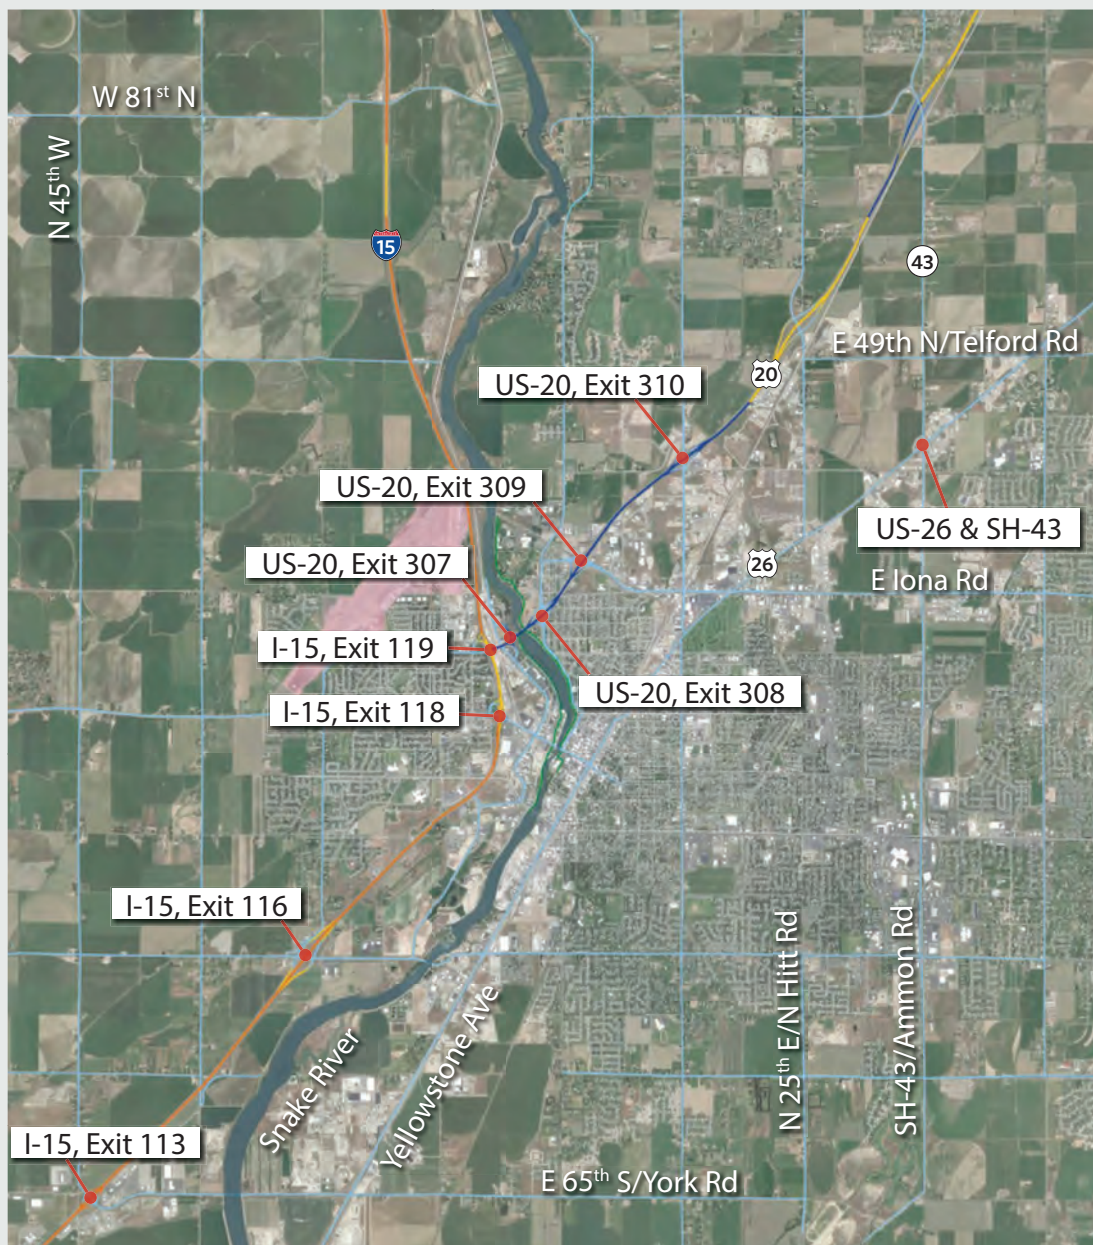 W 81st N
N 45th W
15
43
E 49th N/Telford Rd
20
US-20, Exit 310
US-20, Exit 309
US-26 & SH-43
US-20, Exit 307
26
E Iona Rd
I-15, Exit 119
US-20, Exit 308
I-15, Exit 118
I-15, Exit 116
N 25th E/N Hitt Rd
SH-43/Ammon Rd
Snake River
Yellowstone Ave
I-15, Exit 113
E 65th S/York Rd